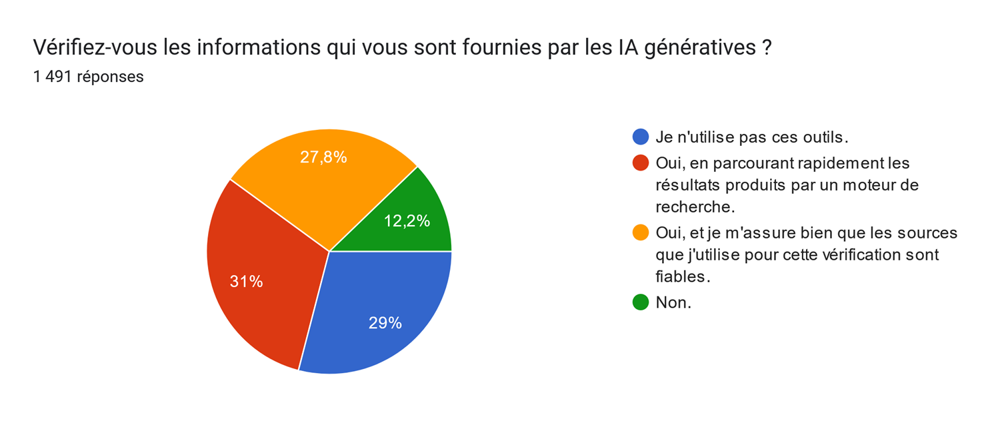 Vérifiez-vous les informations qui vous sont fournies par les IA génératives ?
1 491 réponses
27,8%
12,2%
31%
29%
Je n'utilise pas ces outils.
Oui, en parcourant rapidement les
résultats produits par un moteur de
recherche.
Oui, et je m'assure bien que les sources
que j'utilise pour cette vérification sont
fiables.
Non.